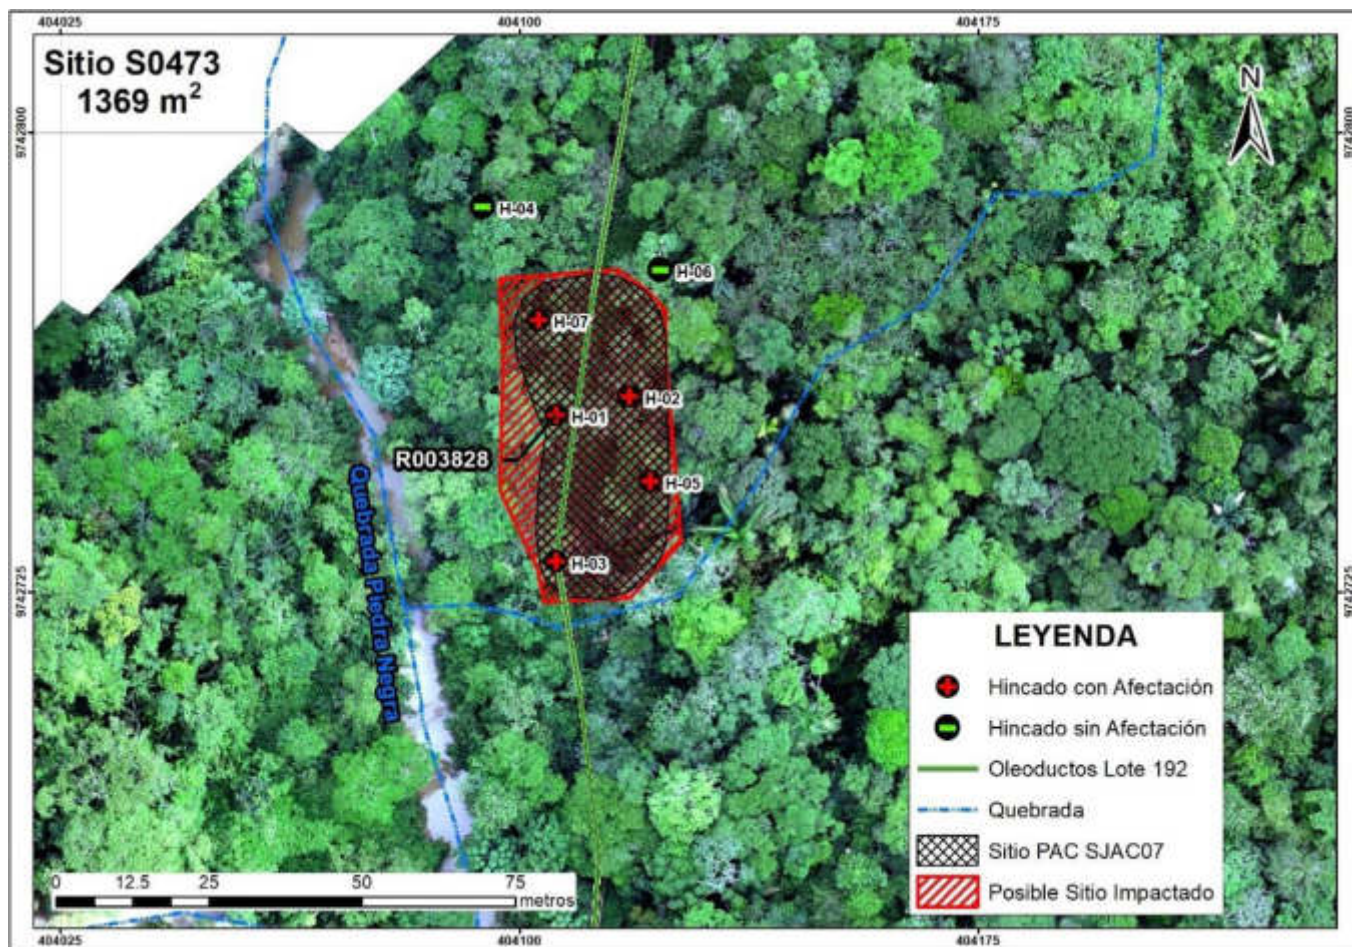 404025
404100
404175
Sitio S0473
1369 m²
N
9742800
9742800
H-04
H-06
H-07
H-02
H-01
R003828
H-05
H-03
Quebrada Piedra Negra
9742725
9742725
LEYENDA
Hincado con Afectación
Hincado sin Afectación
Oleoductos Lote 192
Quebrada
Sitio PAC SJAC07
Posible Sitio Impactado
0 12.5 25 50 75
metros
404025
404100
404175